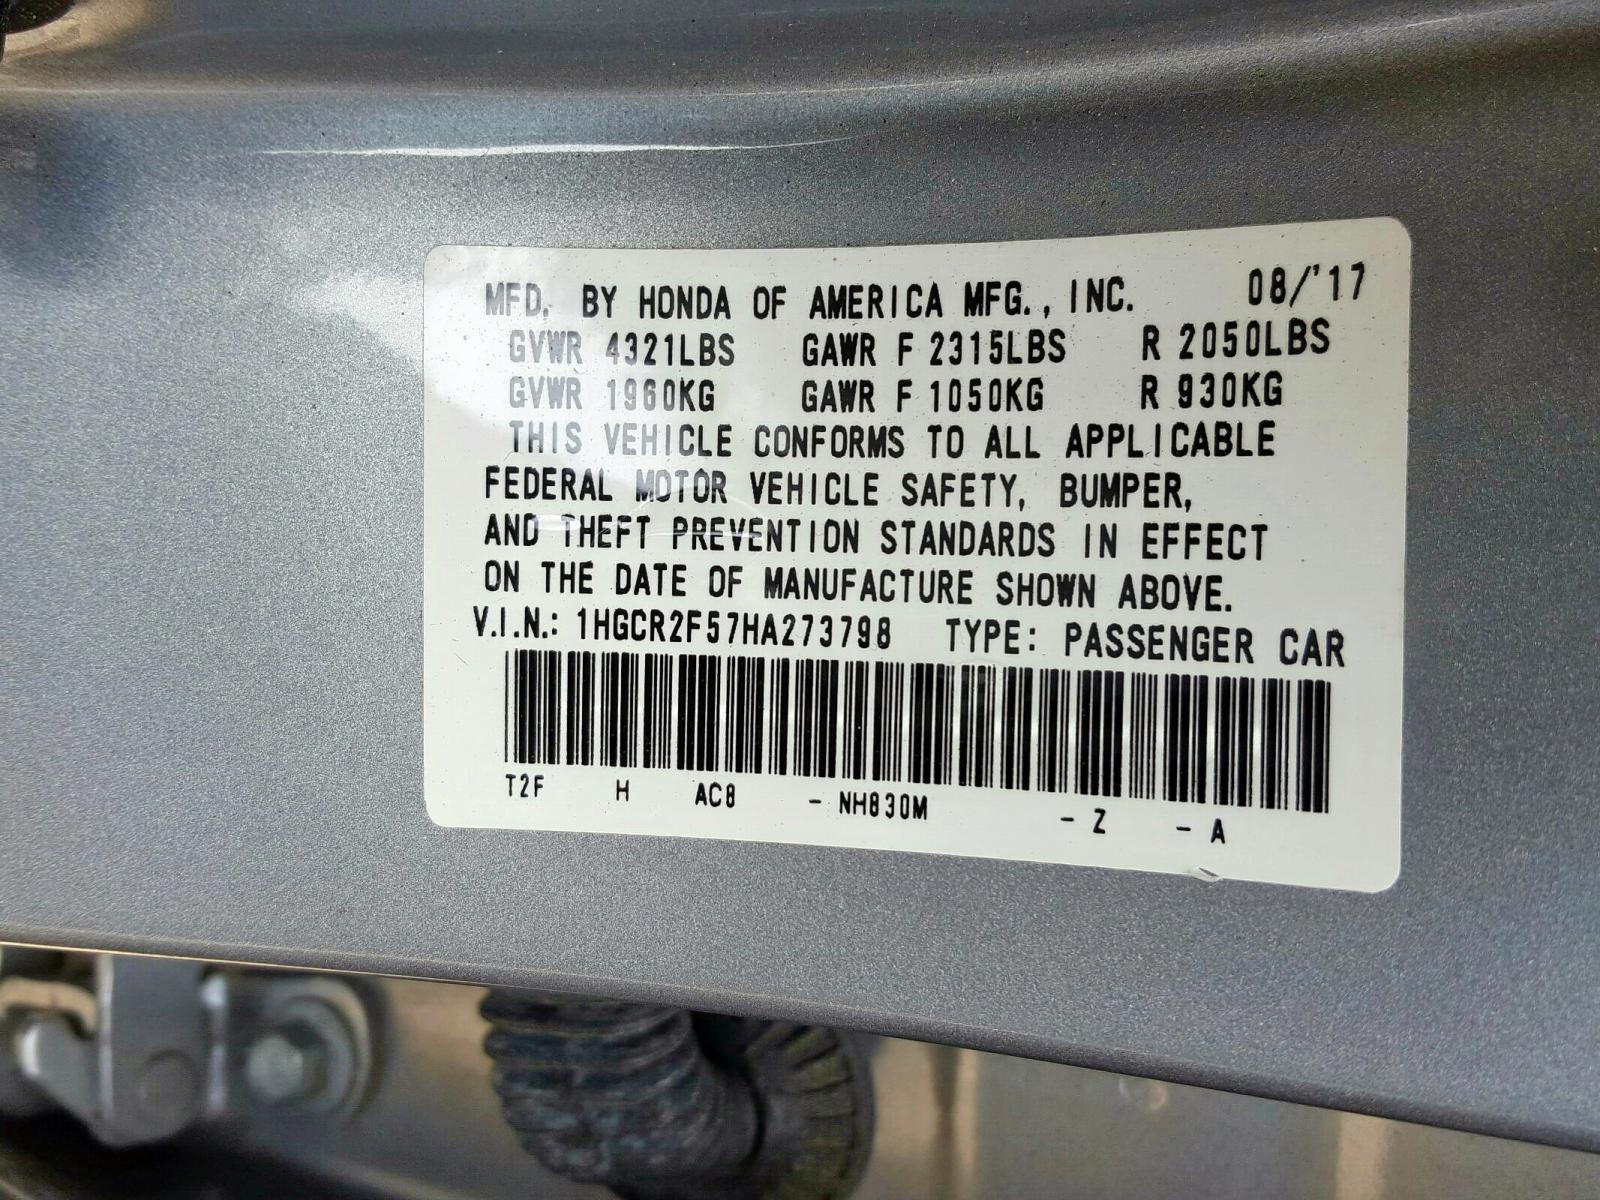 MFD. BY HONDA OF AMERICA MFG., INC. 08/'17
GVWR 4321LBS GAWR F 2315LBS R 2050LBS
GVWR 1960KG GAWR F 1050KG R 930KG
THIS VEHICLE CONFORMS TO ALL APPLICABLE
FEDERAL MOTOR VEHICLE SAFETY, BUMPER,
AND THEFT PREVENTION STANDARDS IN EFFECT
ON THE DATE OF MANUFACTURE SHOWN ABOVE.
V.I.N.: 1HGCR2F57HA273798 TYPE: PASSENGER CAR
T2F H AC8 - NH830M - Z - A